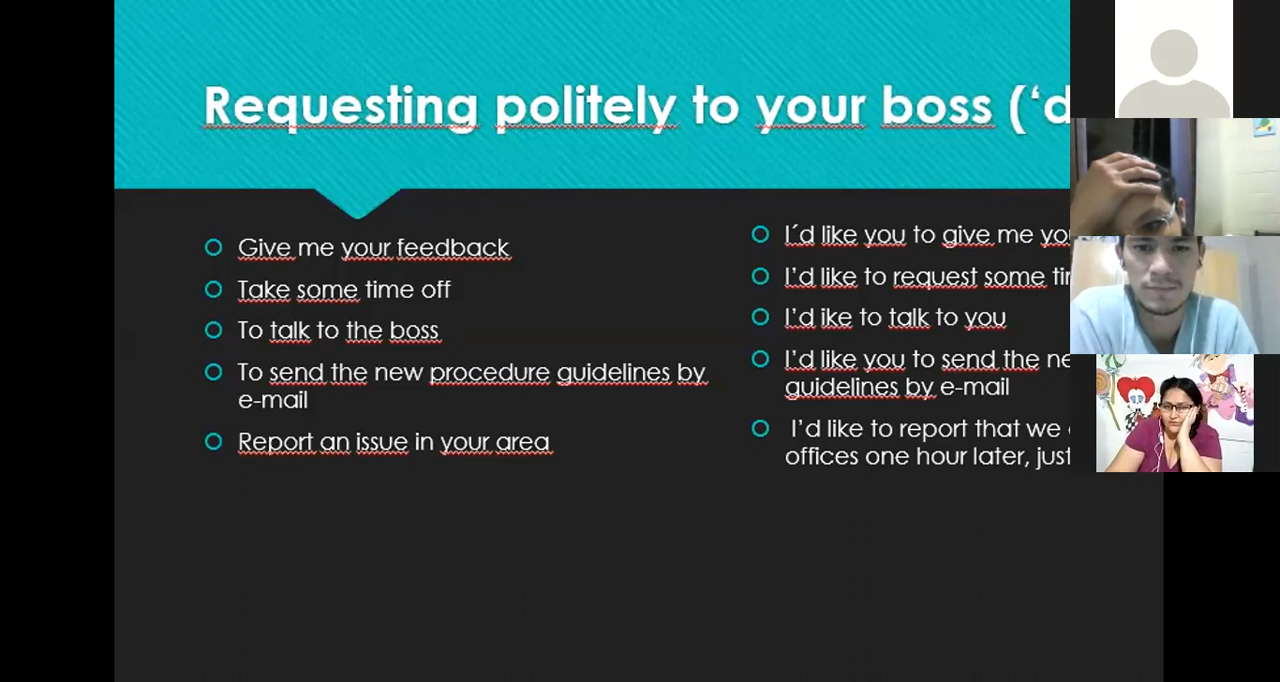 Requesting politely to your boss (‘d
Give me your feedback
Take some time off
To talk to the boss
To send the new procedure guidelines by
e-mail
Report an issue in your area
I´d like you to give me
I’d like to request some
I’d ike to talk to you
I’d like you to send the
guidelines by e-mail
I’d like to report that we
offices one hour later, just